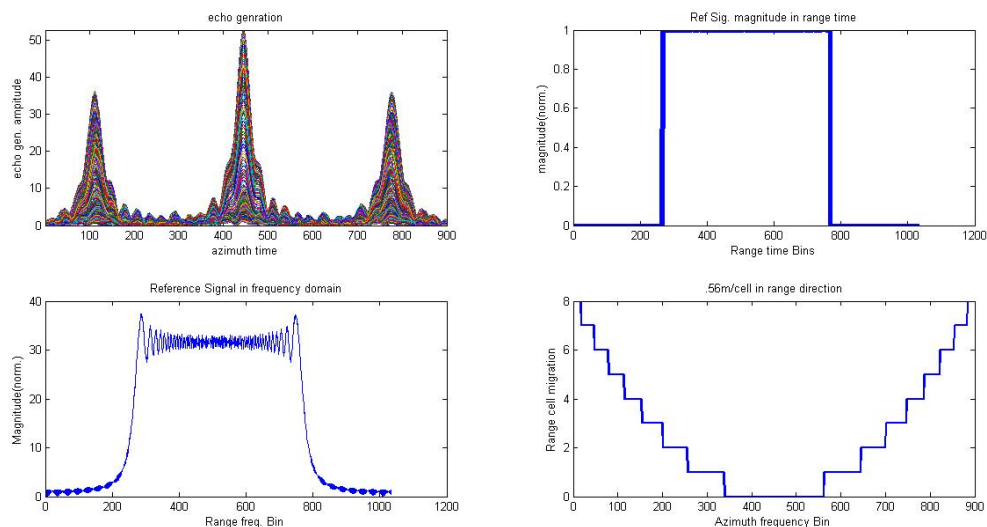 echo genration
echo gen. ampitude
50
40
30
20
10
0
100 200 300 400 500 600 700 800 900
azimuth time
Ref Sig. magnitude in range time
magnitude(norm.)
1
0.8
0.6
0.4
0.2
0
0 200 400 600 800 1000 1200
Range time Bins
Reference Signal in frequency domain
Magnitude(norm.)
40
30
20
10
0
0 200 400 600 800 1000 1200
Range freq. Bin
.56m/cell in range direction
Range cell migration
8
6
4
2
0
0 100 200 300 400 500 600 700 800 900
Azimuth frequency Bin